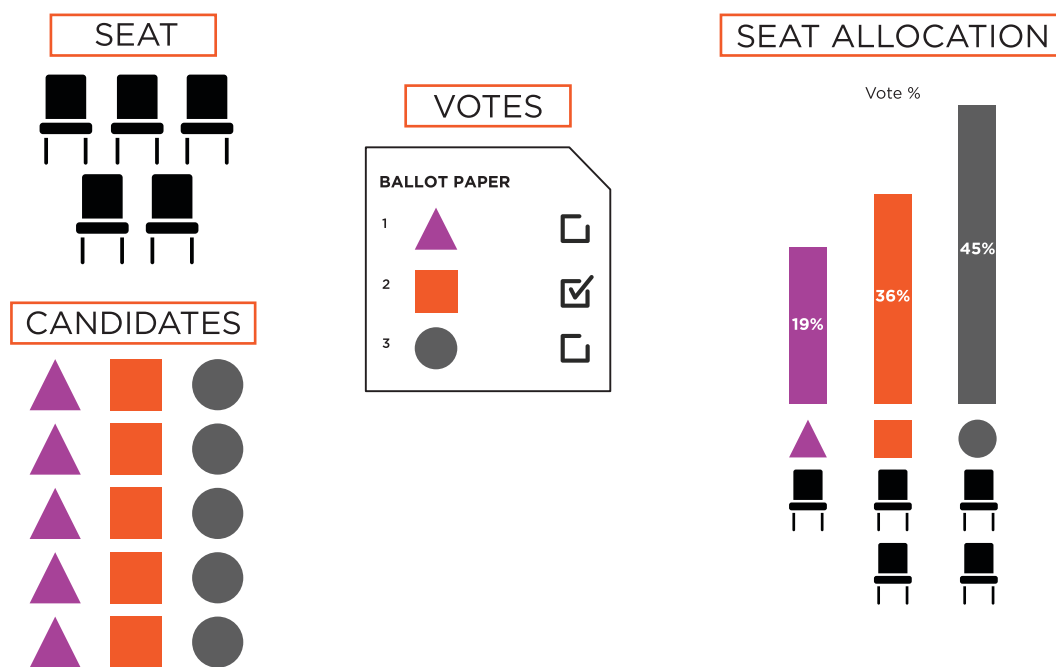 SEAT
CANDIDATES
VOTES
BALLOT PAPER
1
2
3
SEAT ALLOCATION
Vote %
19%
36%
45%